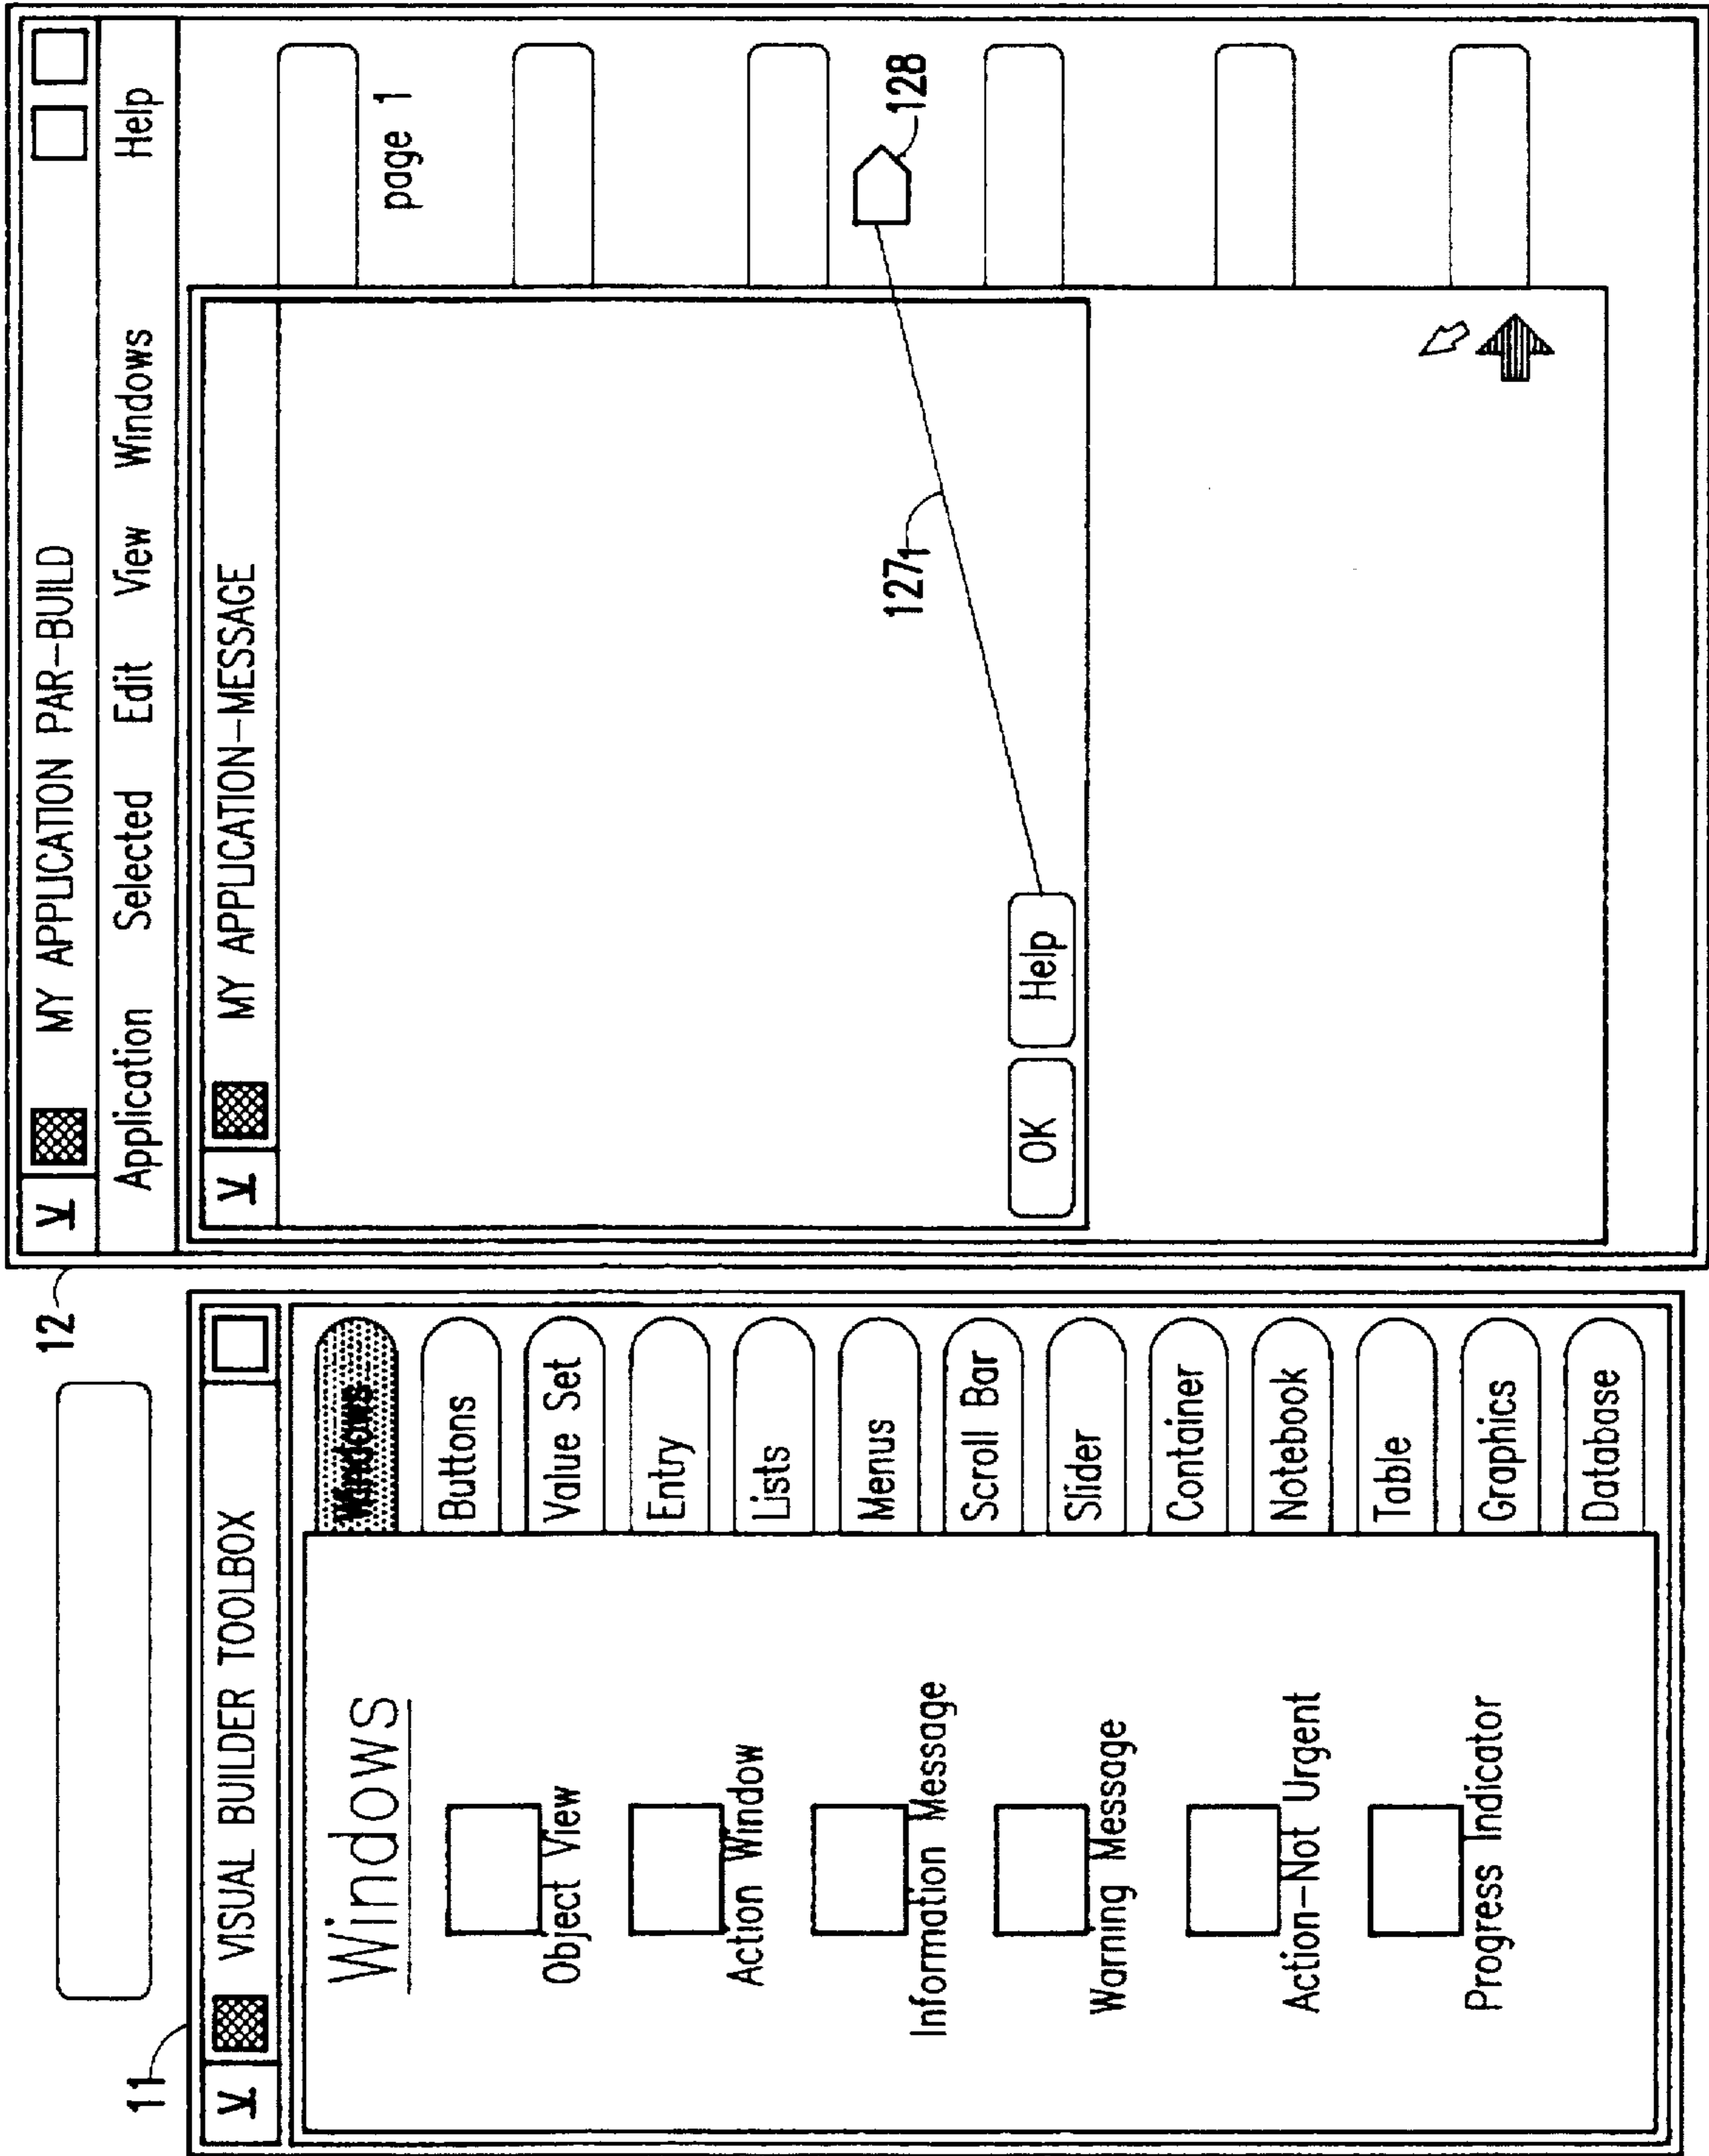 11
V VISUAL BUILDER TOOLBOX
Windows
Object View
Action Window
Information Message
Warning Message
Action-Not Urgent
Progress Indicator
Windows
Buttons
Value Set
Entry
Lists
Menus
Scroll Bar
Slider
Container
Notebook
Table
Graphics
Database
12
V MY APPLICATION PAR-BUILD
Application Selected Edit View Windows Help
V MY APPLICATION-MESSAGE
page 1
128
127₁
OK Help